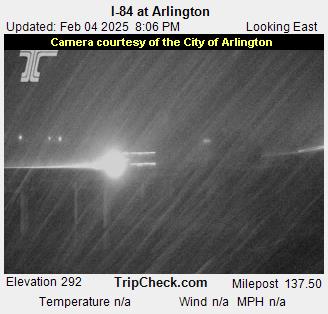 I-84 at Arlington
Updated: Feb 04 2025 8:06 PM Looking East
Camera courtesy of the City of Arlington
Elevation 292 TripCheck.com Milepost 137.50
Temperature n/a Wind n/a MPH n/a